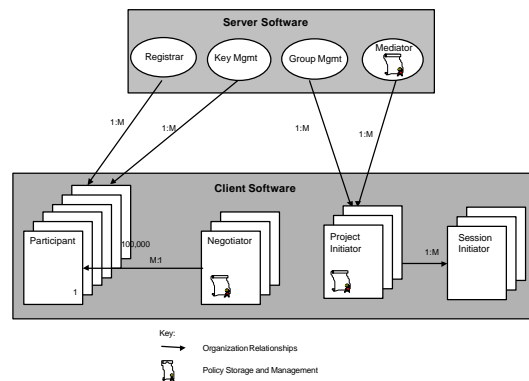 Server Software
Registrar
Key Mgmt
Group Mgmt
Mediator
1:M
1:M
1:M
1:M
Client Software
Participant
1
100,000
M:1
Negotiator
Project
Initiator
1:M
Session
Initiator
Key:
Organization Relationships
Policy Storage and Management